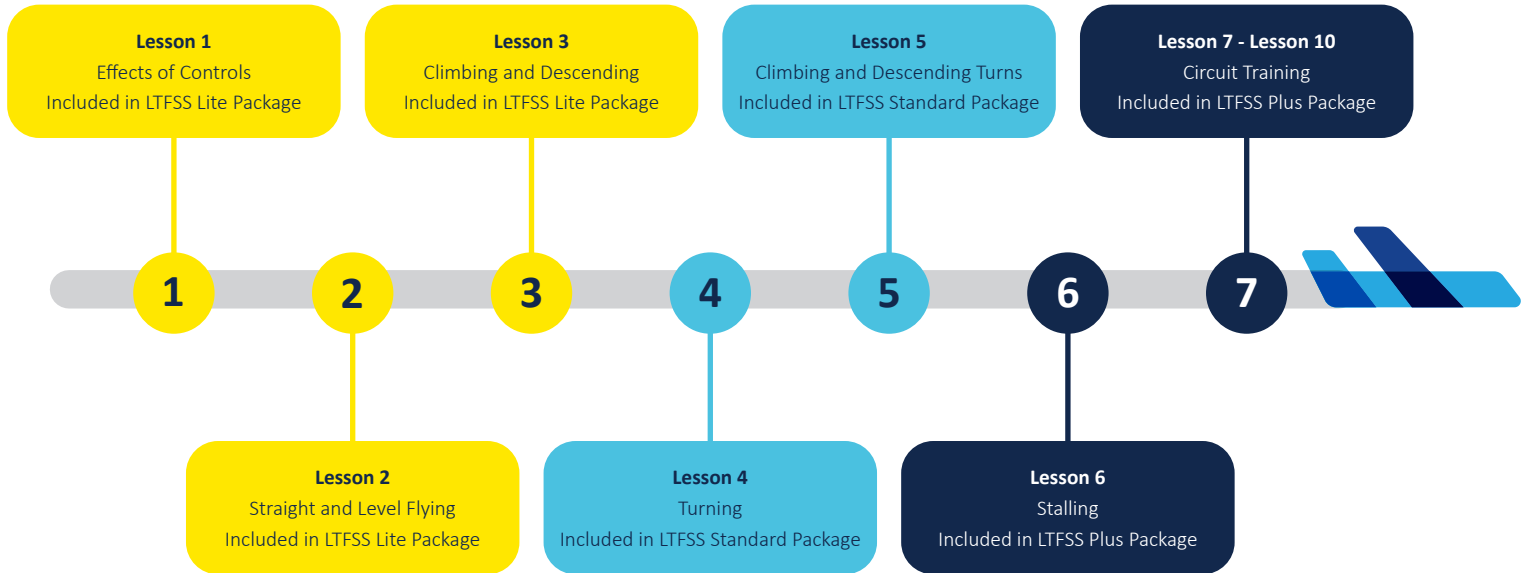 Lesson 1
Effects of Controls
Included in LTFSS Lite Package
Lesson 3
Climbing and Descending
Included in LTFSS Lite Package
Lesson 5
Climbing and Descending Turns
Included in LTFSS Standard Package
Lesson 7 - Lesson 10
Circuit Training
Included in LTFSS Plus Package
1
2
3
4
5
6
7
Lesson 2
Straight and Level Flying
Included in LTFSS Lite Package
Lesson 4
Turning
Included in LTFSS Standard Package
Lesson 6
Stalling
Included in LTFSS Plus Package